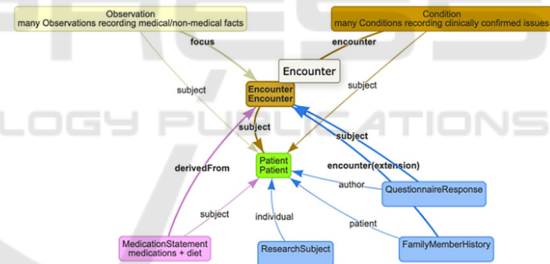 Observation
many Observations recording medical/non-medical facts
Condition
many Conditions recording clinically confirmed issues
focus
encounter
Encounter
subject
subject
Encounter
Encounter
subject
subject
LOGY PUBLICATIONS
derivedFrom
Patient
Patient
encounter(extension)
author
QuestionnaireResponse
subject
individual
patient
MedicationStatement
medications + diet
ResearchSubject
FamilyMemberHistory